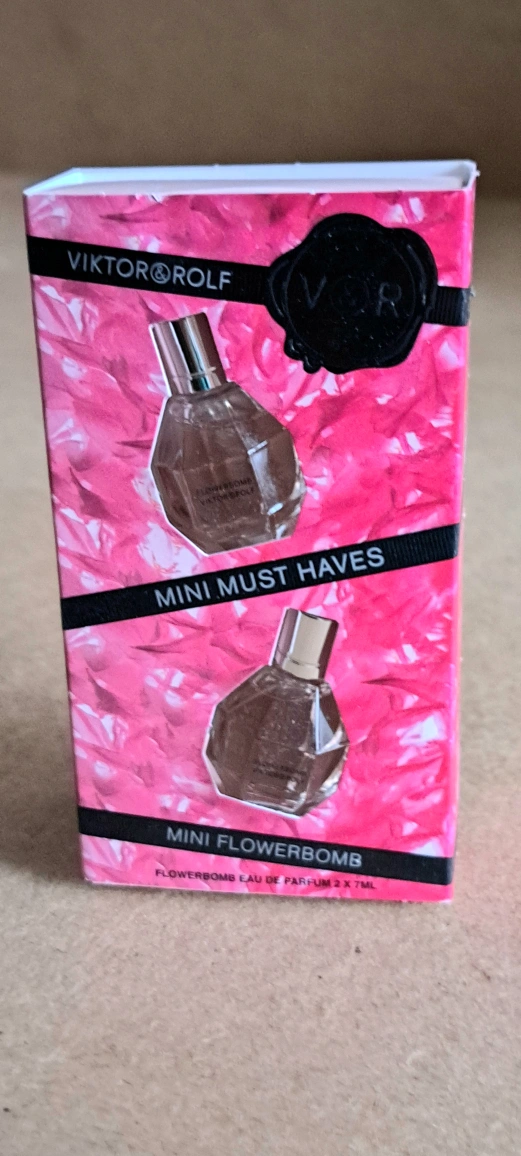 VIKTOR&ROLF
V&R
FLOWERBOMB
VIKTOR&ROLF
MINI MUST HAVES
MINI FLOWERBOMB
FLOWERBOMB EAU DE PARFUM 2 X 7ML